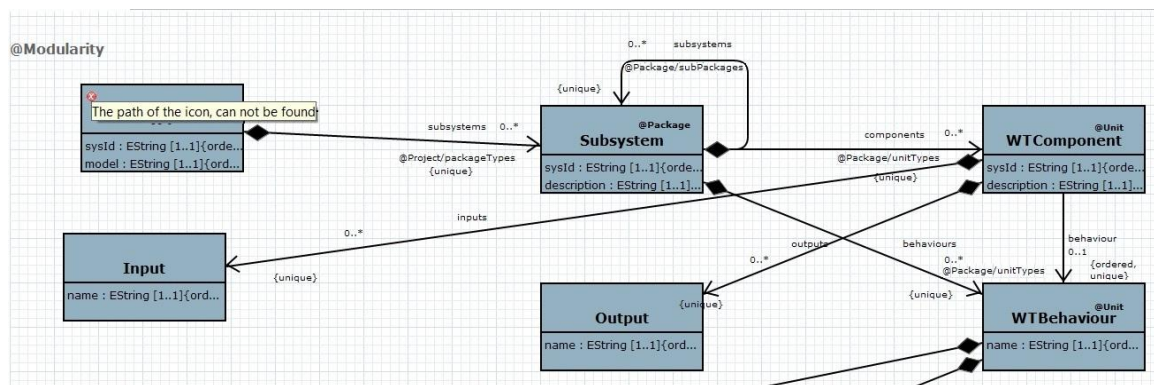 @Modularity
The path of the icon, can not be found
sysId : EString [1..1]{orde...
model : EString [1..1]{ord...
subsystems 0..*
@Project/packageTypes
{unique}
0..* subsystems
@Package/subPackages
{unique}
@Package
Subsystem
sysId : EString [1..1]{orde...
description : EString [1..1]...
components 0..*
@Package/unitTypes
{unique}
@Unit
WTComponent
sysId : EString [1..1]{orde...
description : EString [1..1]...
inputs
0..*
{unique}
Input
name : EString [1..1]{ord...
outputs
0..*
{unique}
Output
name : EString [1..1]{ord...
behaviours
0..*
@Package/unitTypes
{unique}
behaviour
0..1
{ordered,
unique}
@Unit
WTBehaviour
name : EString [1..1]{ord...